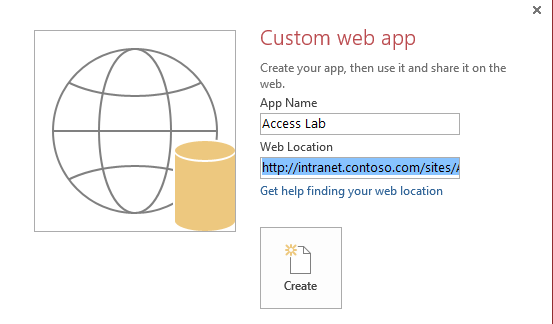 Custom web app
Create your app, then use it and share it on the
web.
App Name
Access Lab
Web Location
http://intranet.contoso.com/sites/
Get help finding your web location
Create